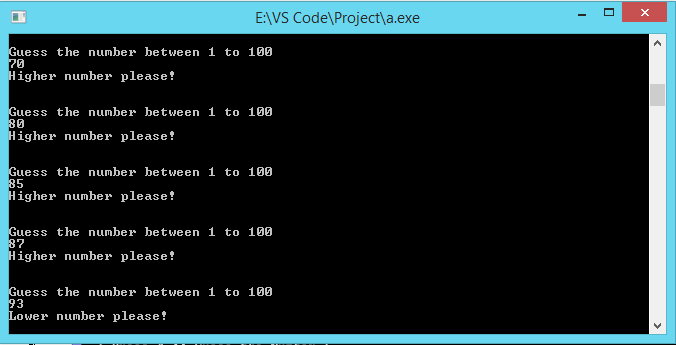 E:\VS Code\Project\a.exe
Guess the number between 1 to 100
70
Higher number please!
Guess the number between 1 to 100
80
Higher number please!
Guess the number between 1 to 100
85
Higher number please!
Guess the number between 1 to 100
87
Higher number please!
Guess the number between 1 to 100
93
Lower number please!